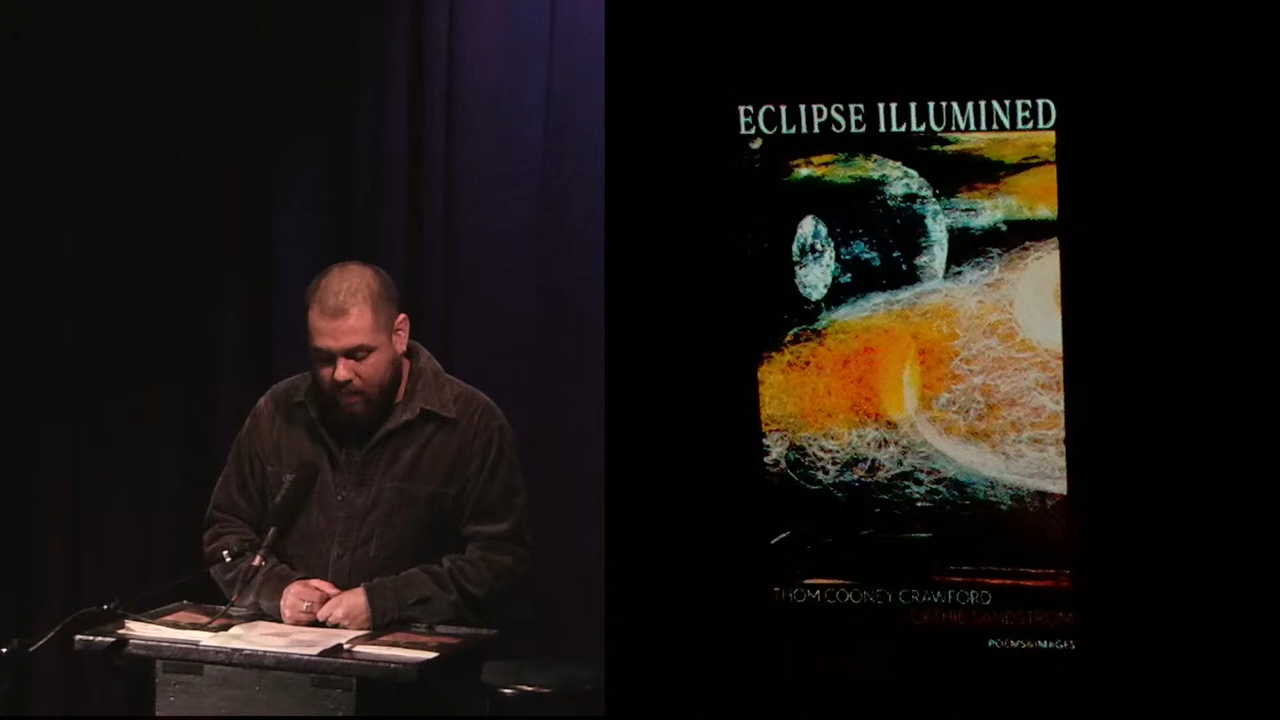 ECLIPSE ILLUMINED
THOM COONEY CRAWFORD
CATHIE SANDSTROM
POEMS&IMAGES